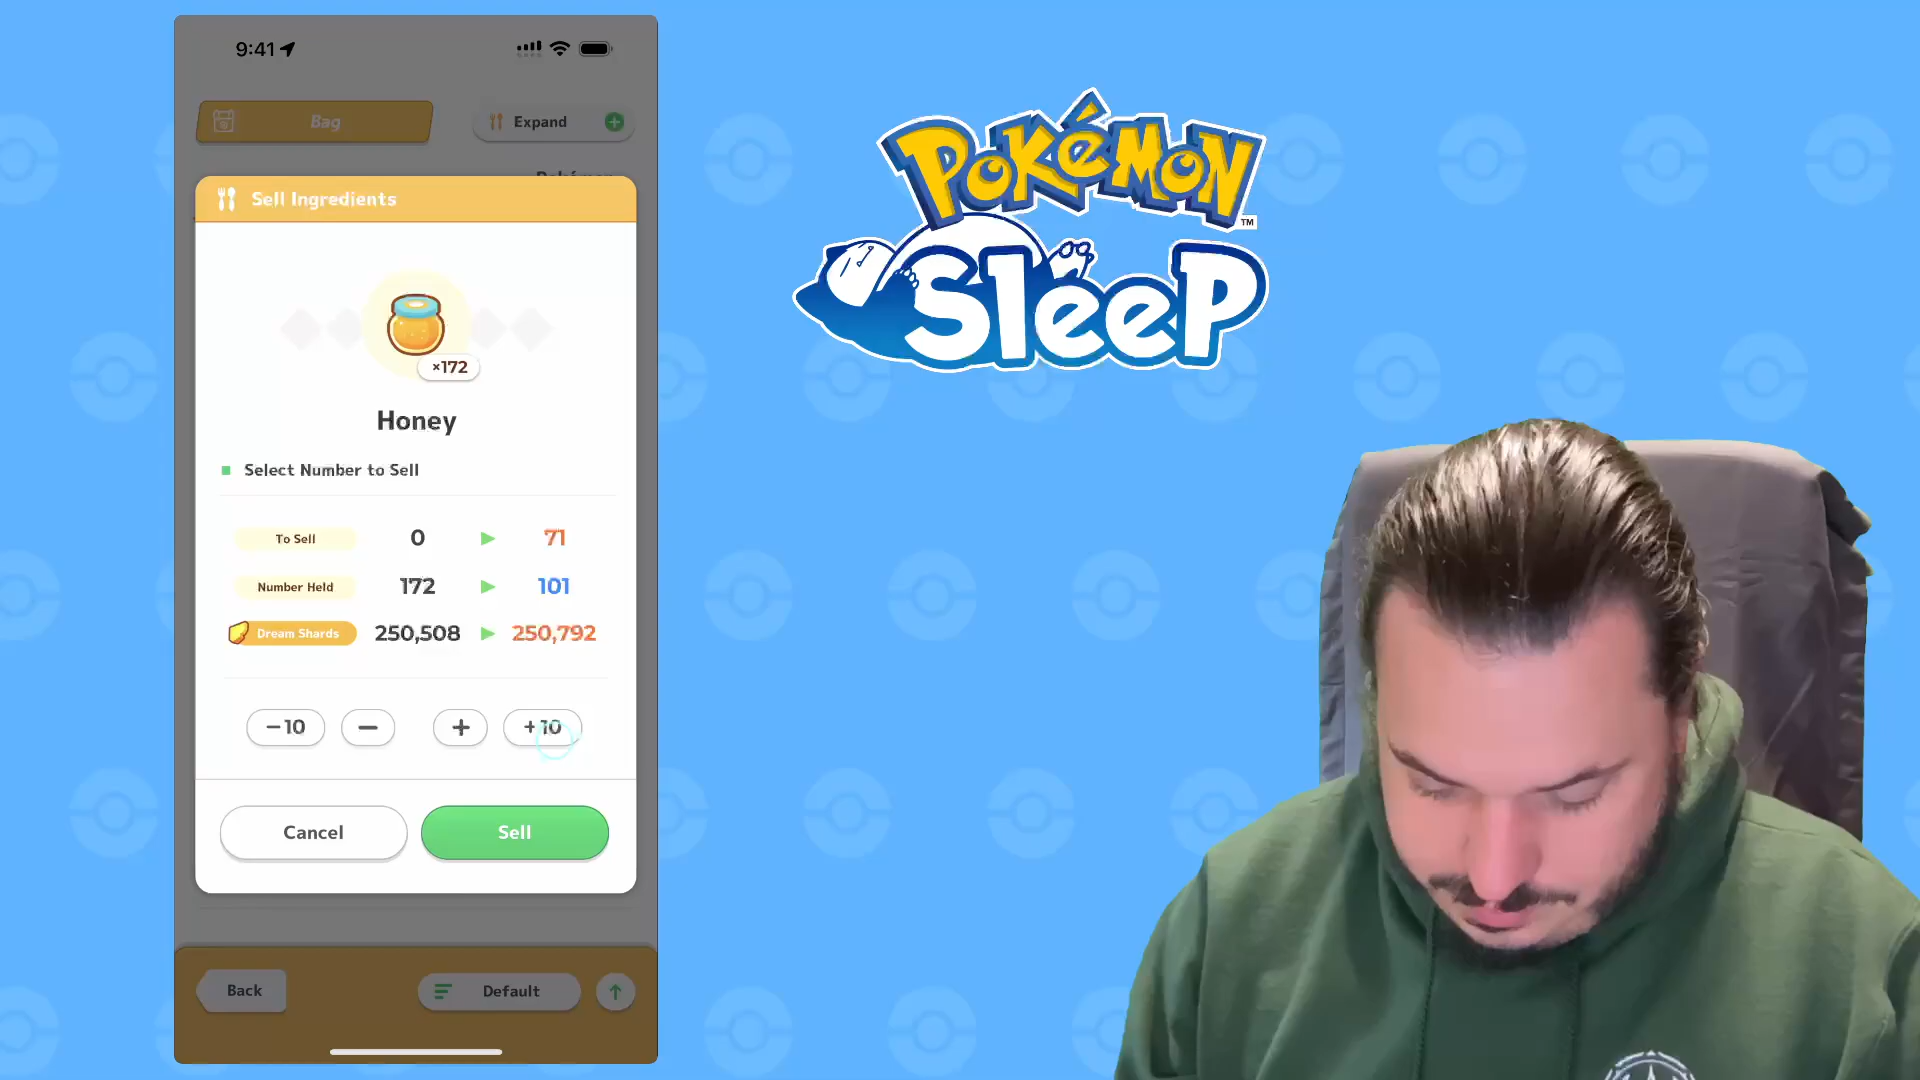 9:41
Bag
Expand
Sell Ingredients
×172
Honey
Select Number to Sell
To Sell 0 71
Number Held 172 101
Dream Shards 250,508 250,792
−10 − + +10
Cancel Sell
Back Default
POKÉMON
TM
Sleep